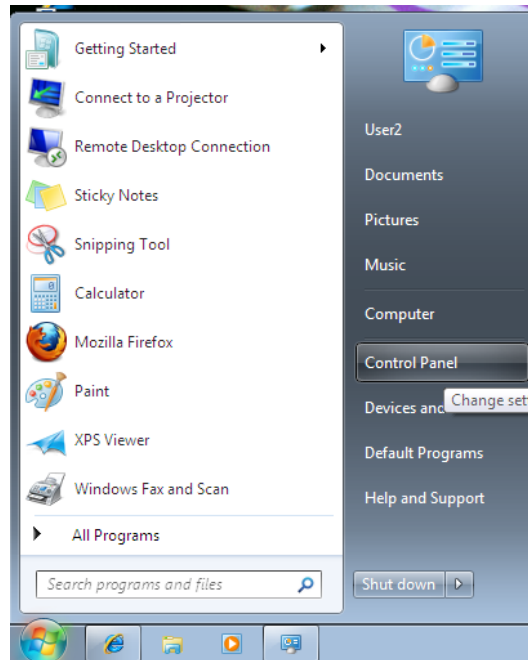 Getting Started
Connect to a Projector
Remote Desktop Connection
Sticky Notes
Snipping Tool
Calculator
Mozilla Firefox
Paint
XPS Viewer
Windows Fax and Scan
All Programs
Search programs and files
User2
Documents
Pictures
Music
Computer
Control Panel
Devices and
Change set
Default Programs
Help and Support
Shut down